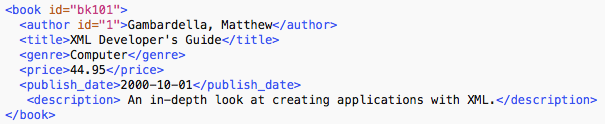 <book id="bk101">
  <author id="1">Gambardella, Matthew</author>
  <title>XML Developer's Guide</title>
  <genre>Computer</genre>
  <price>44.95</price>
  <publish_date>2000-10-01</publish_date>
   <description> An in-depth look at creating applications with XML.</description>
</book>